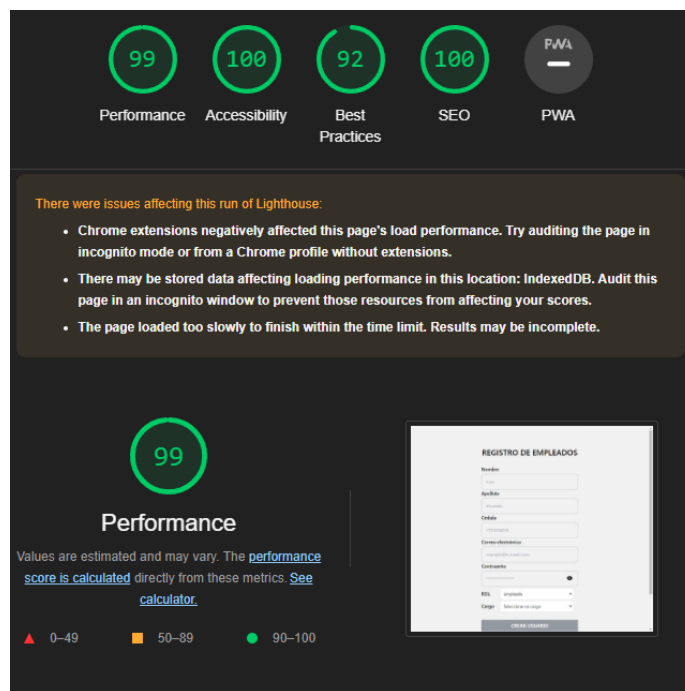 99
100
92
100
PWA
Performance
Accessibility
Best
Practices
SEO
PWA
There were issues affecting this run of Lighthouse:
• Chrome extensions negatively affected this page's load performance. Try auditing the page in
incognito mode or from a Chrome profile without extensions.
• There may be stored data affecting loading performance in this location: IndexedDB. Audit this
page in an incognito window to prevent those resources from affecting your scores.
• The page loaded too slowly to finish within the time limit. Results may be incomplete.
99
Performance
Values are estimated and may vary. The performance
score is calculated directly from these metrics. See
calculator.
0–49
50–89
90–100
REGISTRO DE EMPLEADOS
Nombre
Apellido
Cédula
Correo electrónico
Contraseña
ROL
Empleado
Cargo
Seleccione un cargo
CREAR USUARIO